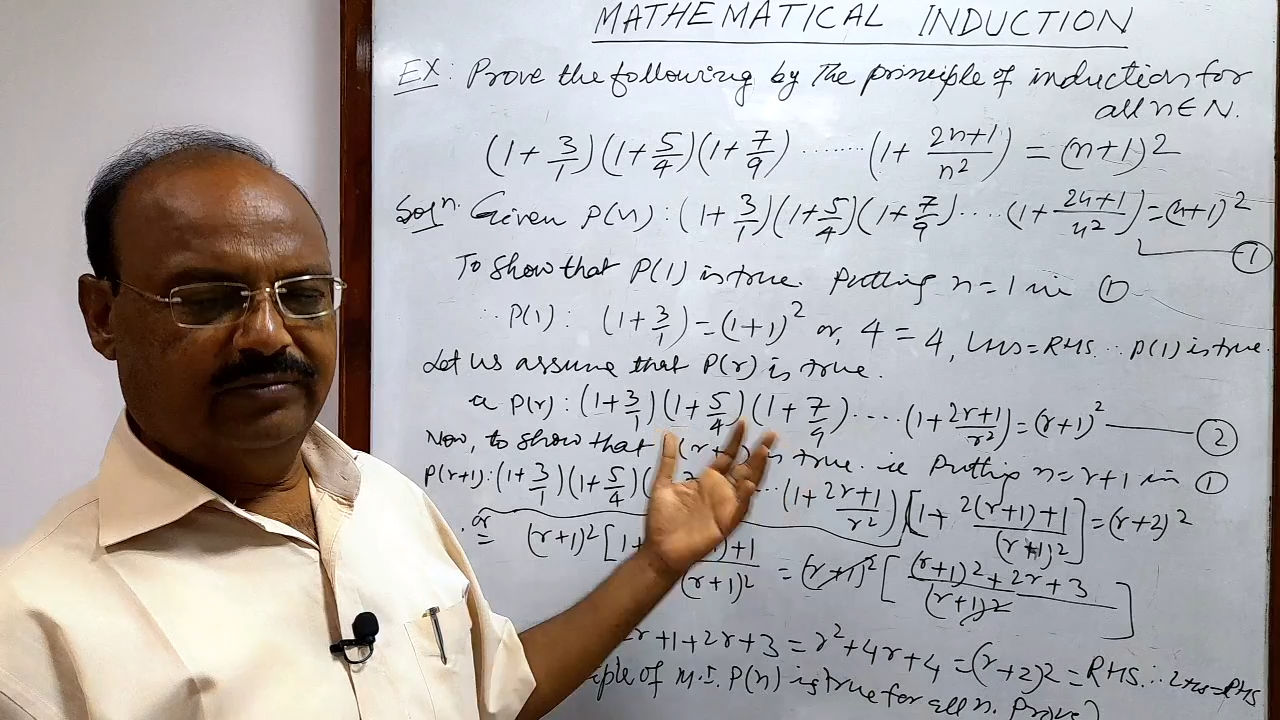 MATHEMATICAL INDUCTION
EX: Prove the following by The principle of induction for
all n ∈ N.
(1 + 3/1)(1 + 5/4)(1 + 7/9) ....... (1 + (2n+1)/n²) = (n+1)²
Solⁿ. Given P(n) : (1 + 3/1)(1 + 5/4)(1 + 7/9) .... (1 + (2n+1)/n²) = (n+1)² — ①
To show that P(1) is true. Putting n = 1 in ①
∴ P(1) : (1 + 3/1) = (1+1)² or, 4 = 4, LHS = RHS. ∴ P(1) is true.
Let us assume that P(r) is true.
P(r) : (1 + 3/1)(1 + 5/4)(1 + 7/9) .... (1 + (2r+1)/r²) = (r+1)² — ②
Now, to show that is true. ie Putting n = r+1 in ①
P(r+1) : (1 + 3/1)(1 + 5/4)( .... (1 + (2r+1)/r²) [1 + (2(r+1)+1)/(r+1)²] = (r+2)²
or (r+1)² [1 + +1/(r+1)² = (r+1)² [((r+1)² + 2r + 3)/(r+1)²]
r+1+2r+3 = r²+4r+4 = (r+2)² = RHS. ∴ LHS = RHS
of M.I. P(n) is true for all n.